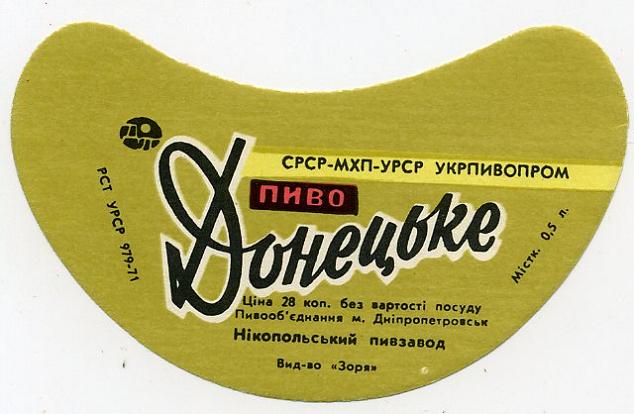 СРСР-МХП-УРСР УКРПИВОПРОМ
ПИВО
Донецьке
РСТ УРСР 979-71
Містк. 0,5 л.
Ціна 28 коп. без вартості посуду
Пивооб'єднання м. Дніпропетровськ
Нікопольський пивзавод
Вид-во «Зоря»